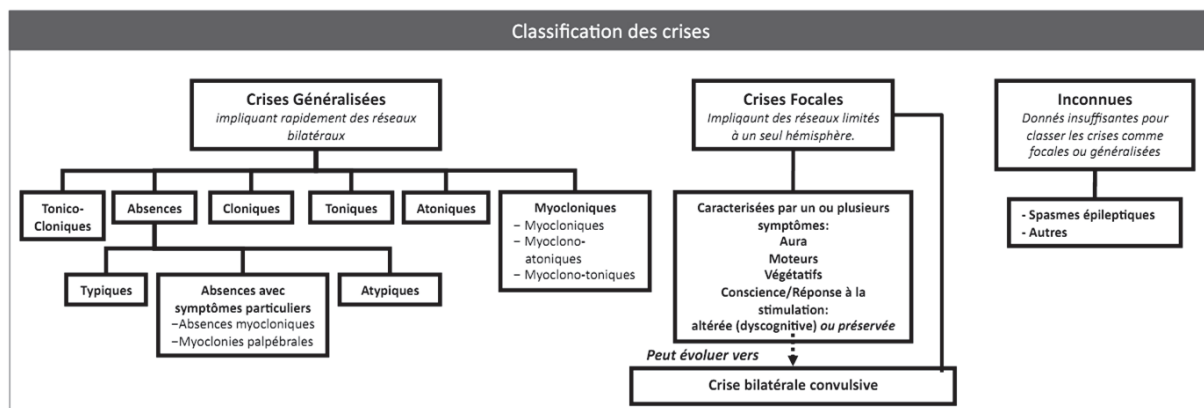 Classification des crises
Crises Généralisées
impliquant rapidement des réseaux
bilatéraux
Tonico-
Cloniques
Absences
Cloniques
Toniques
Atoniques
Myocloniques
– Myocloniques
– Myoclono-
atoniques
– Myoclono-toniques
Typiques
Absences avec
symptômes particuliers
–Absences myocloniques
–Myoclonies palpébrales
Atypiques
Crises Focales
Impliqaunt des réseaux limités
à un seul hémisphère.
Caracterisées par un ou plusieurs
symptômes:
Aura
Moteurs
Végétatifs
Conscience/Réponse à la
stimulation:
altérée (dyscognitive) ou préservée
Peut évoluer vers
Crise bilatérale convulsive
Inconnues
Donnés insuffisantes pour
classer les crises comme
focales ou généralisées
- Spasmes épileptiques
- Autres